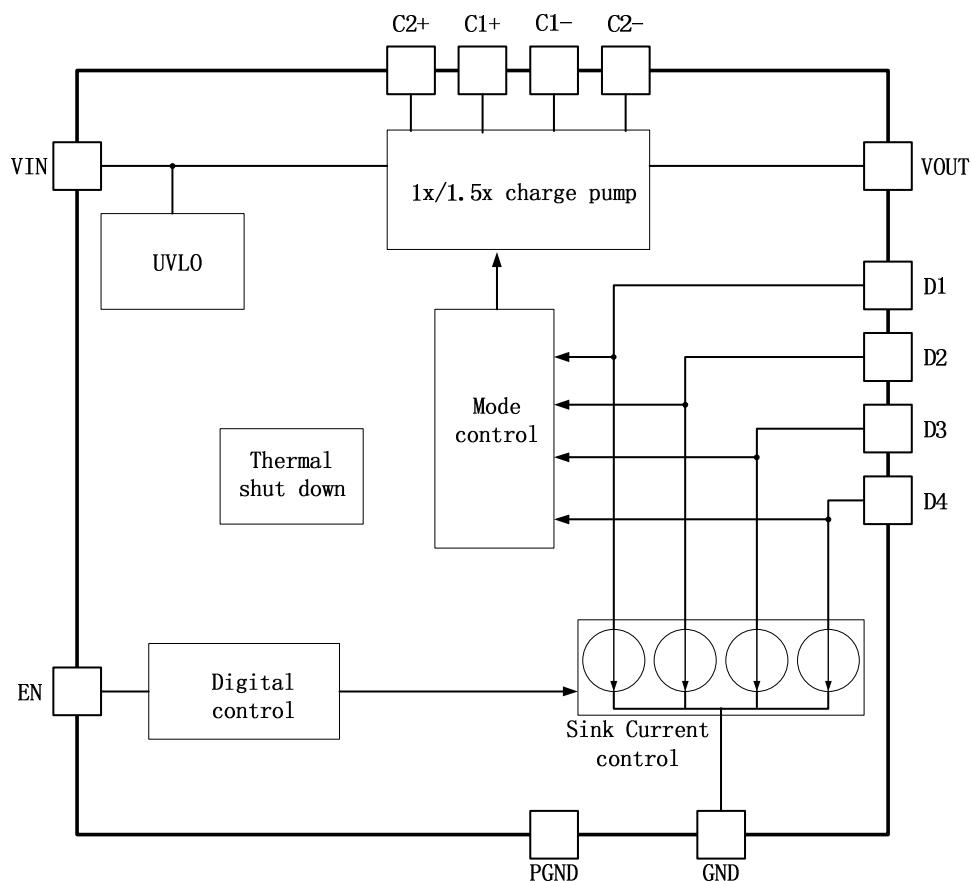 C2+
C1+
C1-
C2-
VIN
1x/1.5x charge pump
VOUT
UVLO
D1
D2
Mode
control
D3
Thermal
shut down
D4
EN
Digital
control
Sink Current
control
PGND
GND